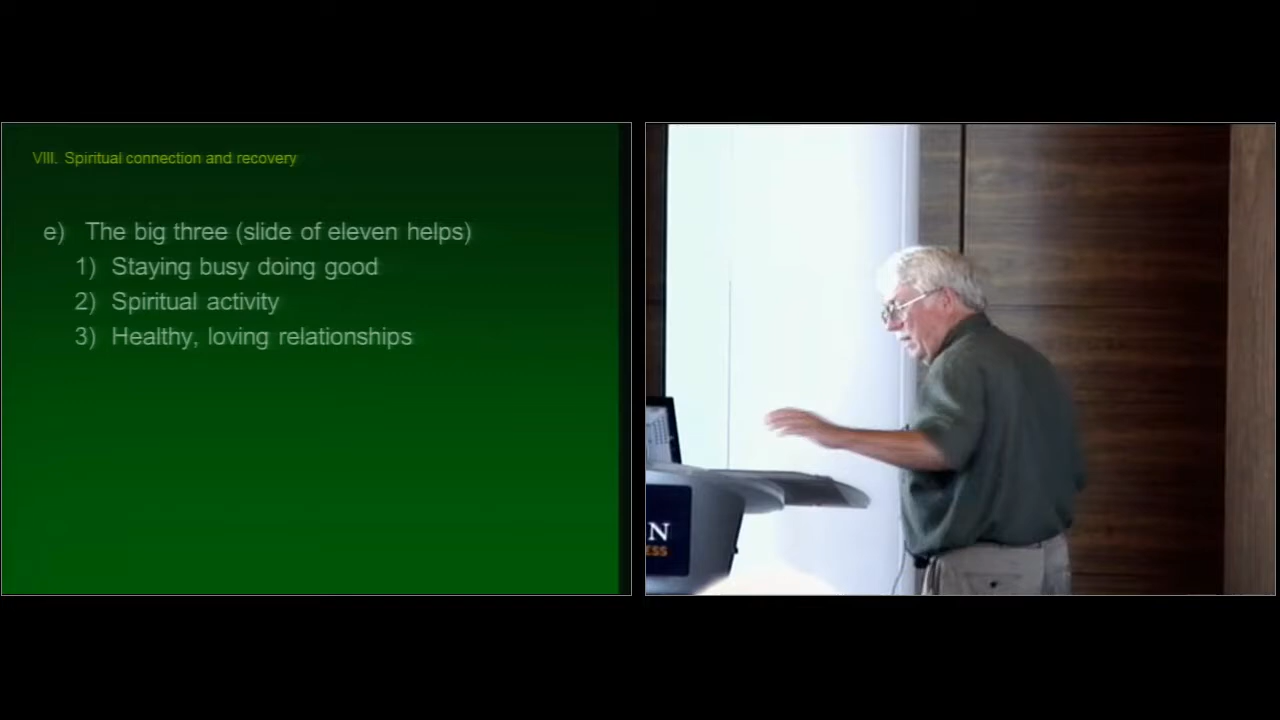 VIII. Spiritual connection and recovery
e) The big three (slide of eleven helps)
1) Staying busy doing good
2) Spiritual activity
3) Healthy, loving relationships
N
ESS